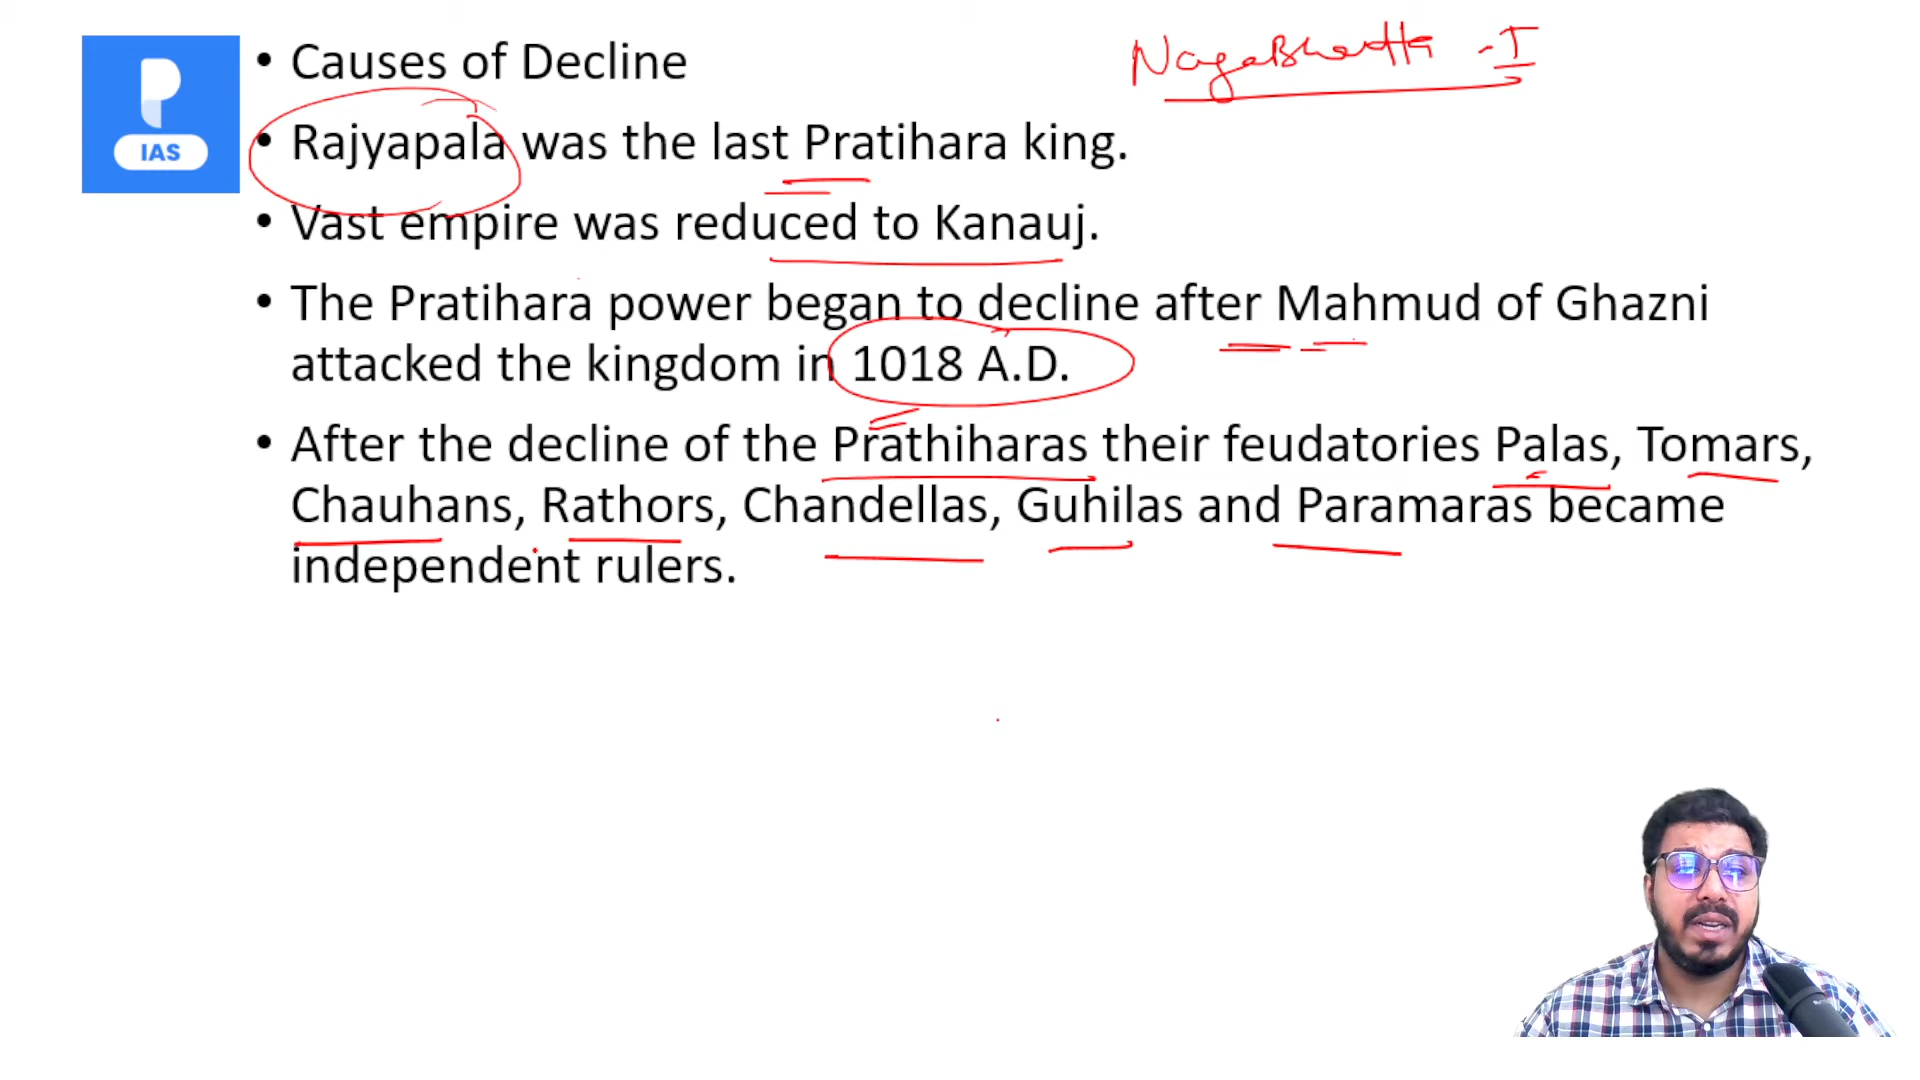 • Causes of Decline
NagaBhatta - I
IAS
• Rajyapala was the last Pratihara king.
• Vast empire was reduced to Kanauj.
• The Pratihara power began to decline after Mahmud of Ghazni
attacked the kingdom in 1018 A.D.
• After the decline of the Prathiharas their feudatories Palas, Tomars,
Chauhans, Rathors, Chandellas, Guhilas and Paramaras became
independent rulers.